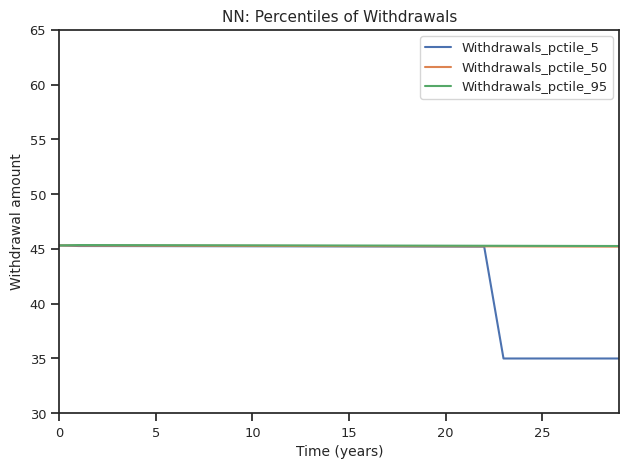 NN: Percentiles of Withdrawals
Withdrawals_pctile_5
Withdrawals_pctile_50
Withdrawals_pctile_95
Withdrawal amount
65
60
55
50
45
40
35
30
0 5 10 15 20 25
Time (years)